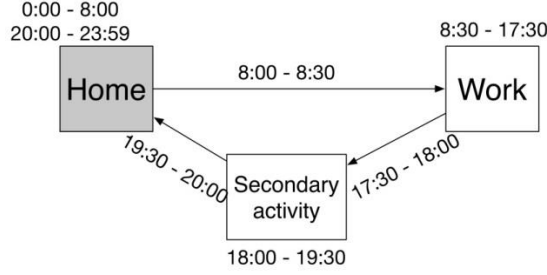 0:00 - 8:00
20:00 - 23:59
Home
8:00 - 8:30
8:30 - 17:30
Work
17:30 - 18:00
Secondary
activity
18:00 - 19:30
19:30 - 20:00